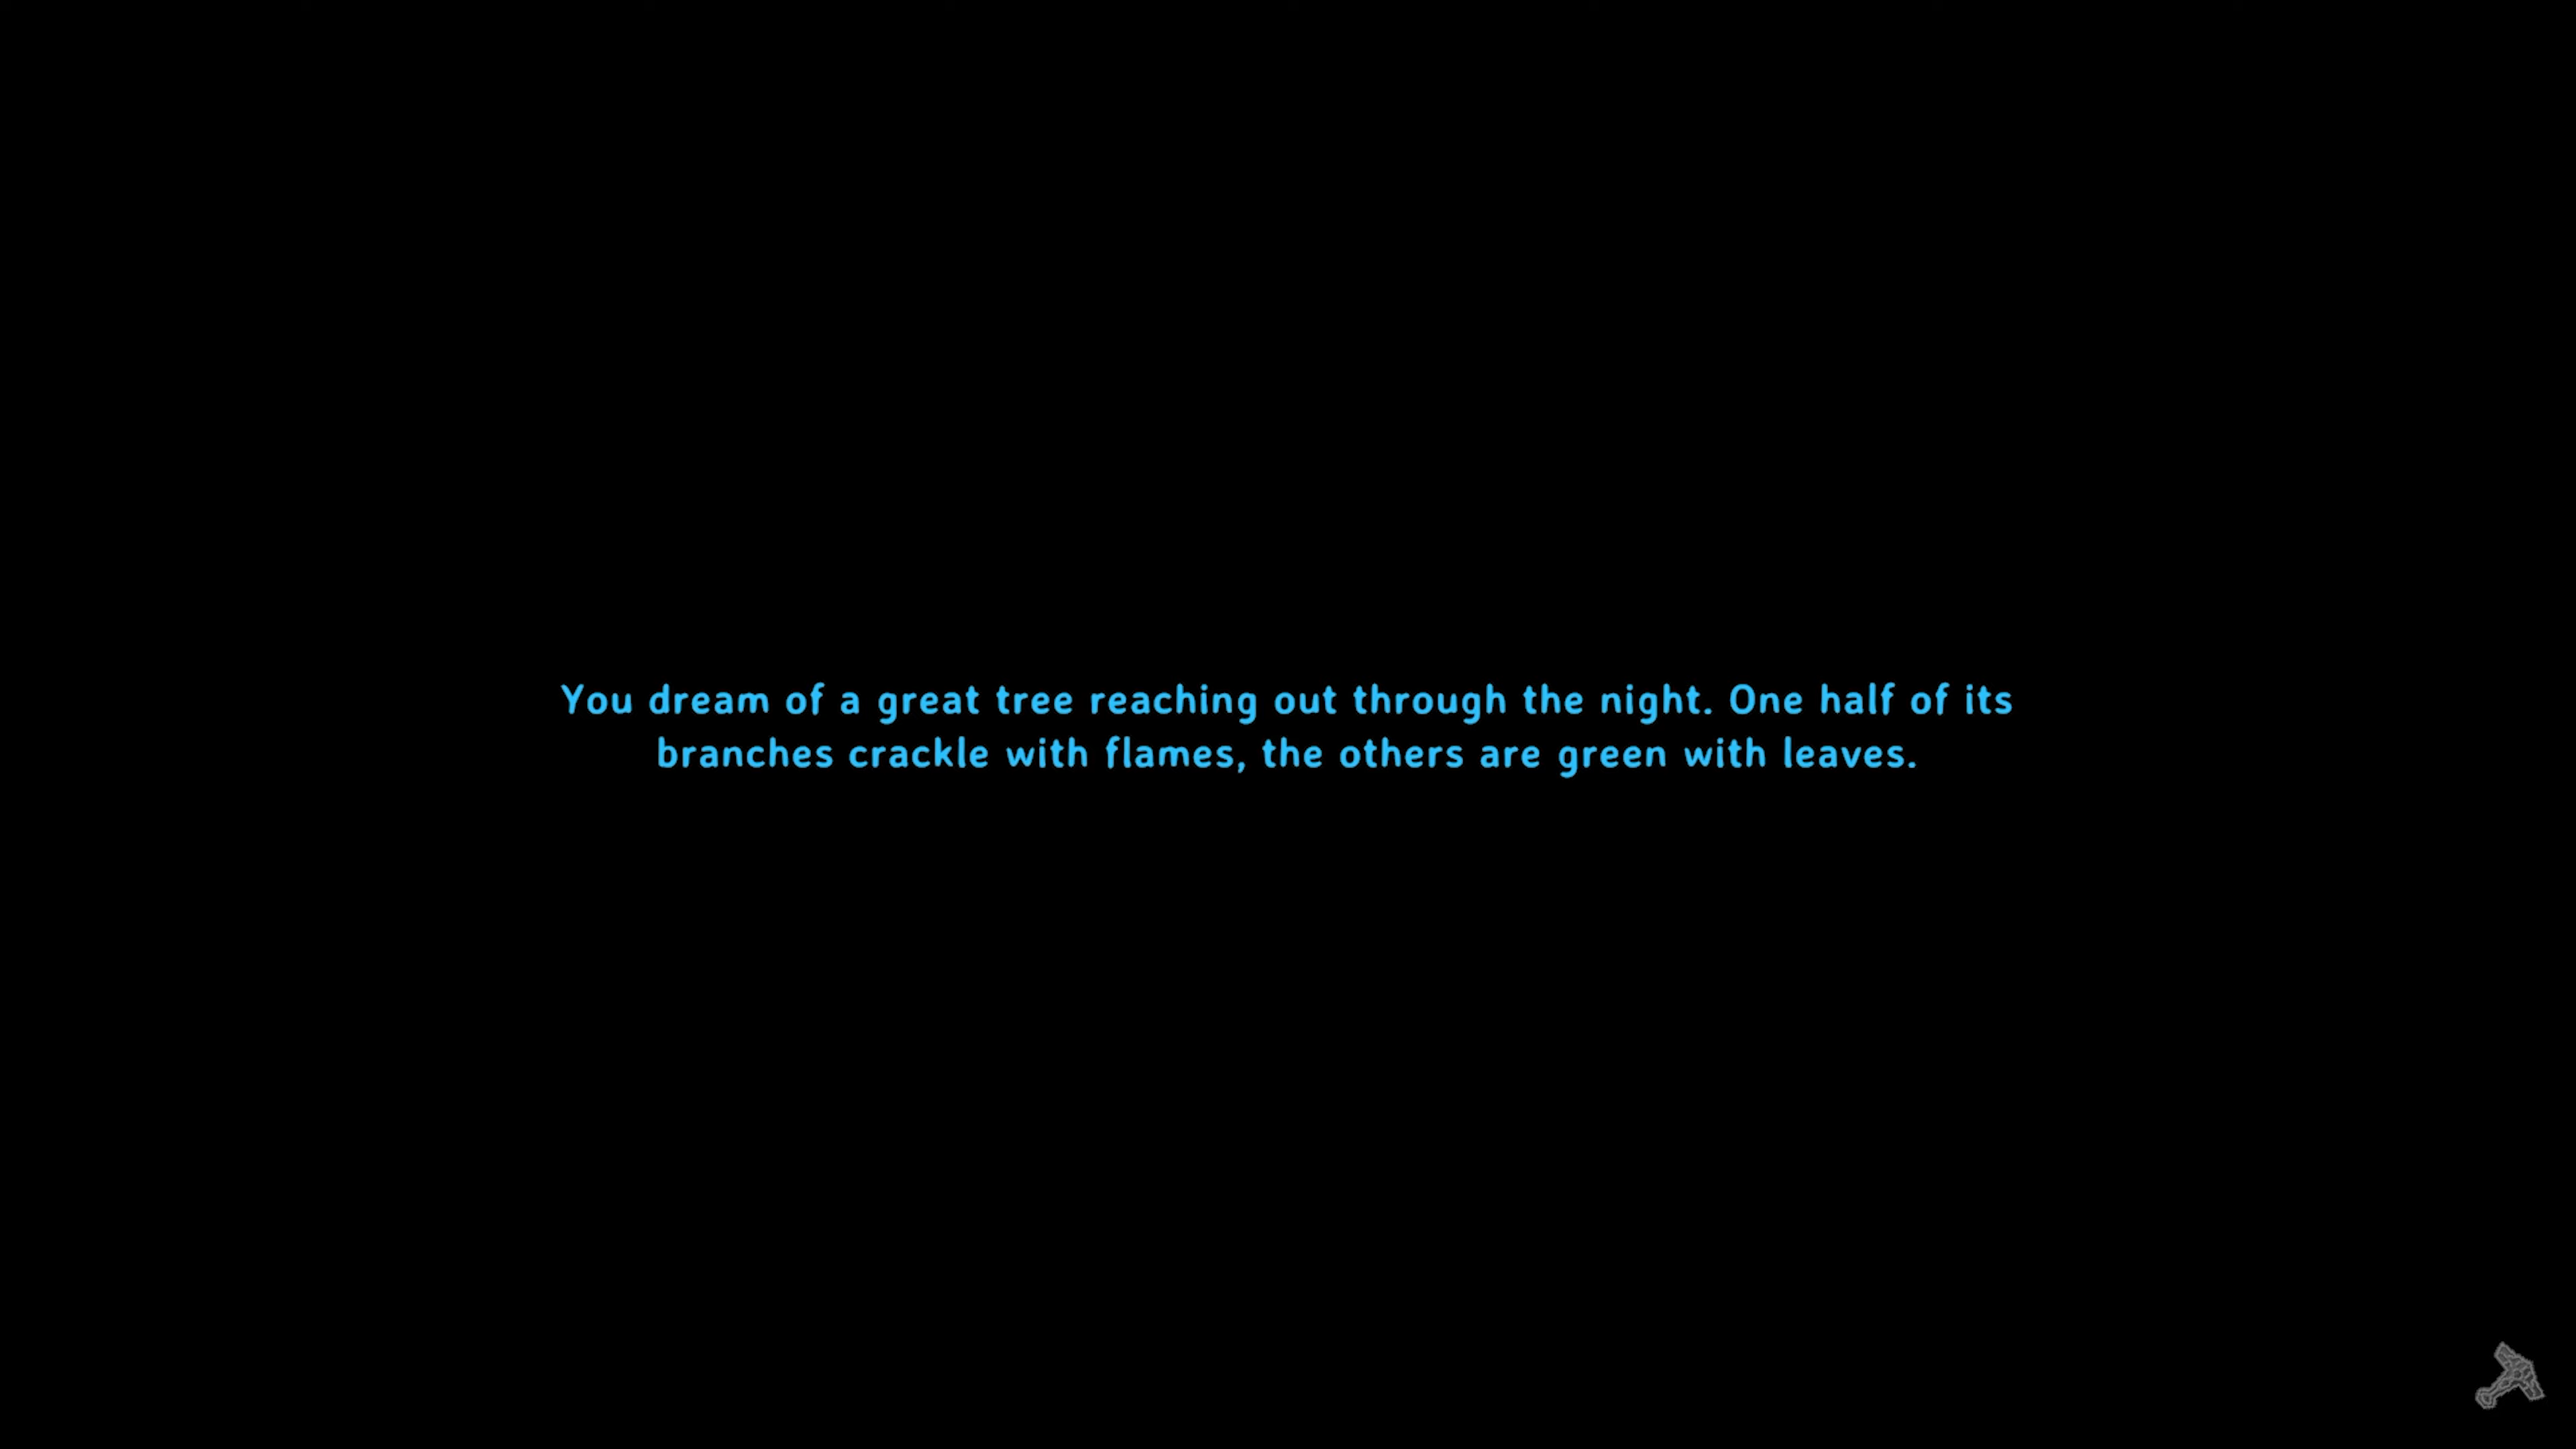 You dream of a great tree reaching out through the night. One half of its
branches crackle with flames, the others are green with leaves.